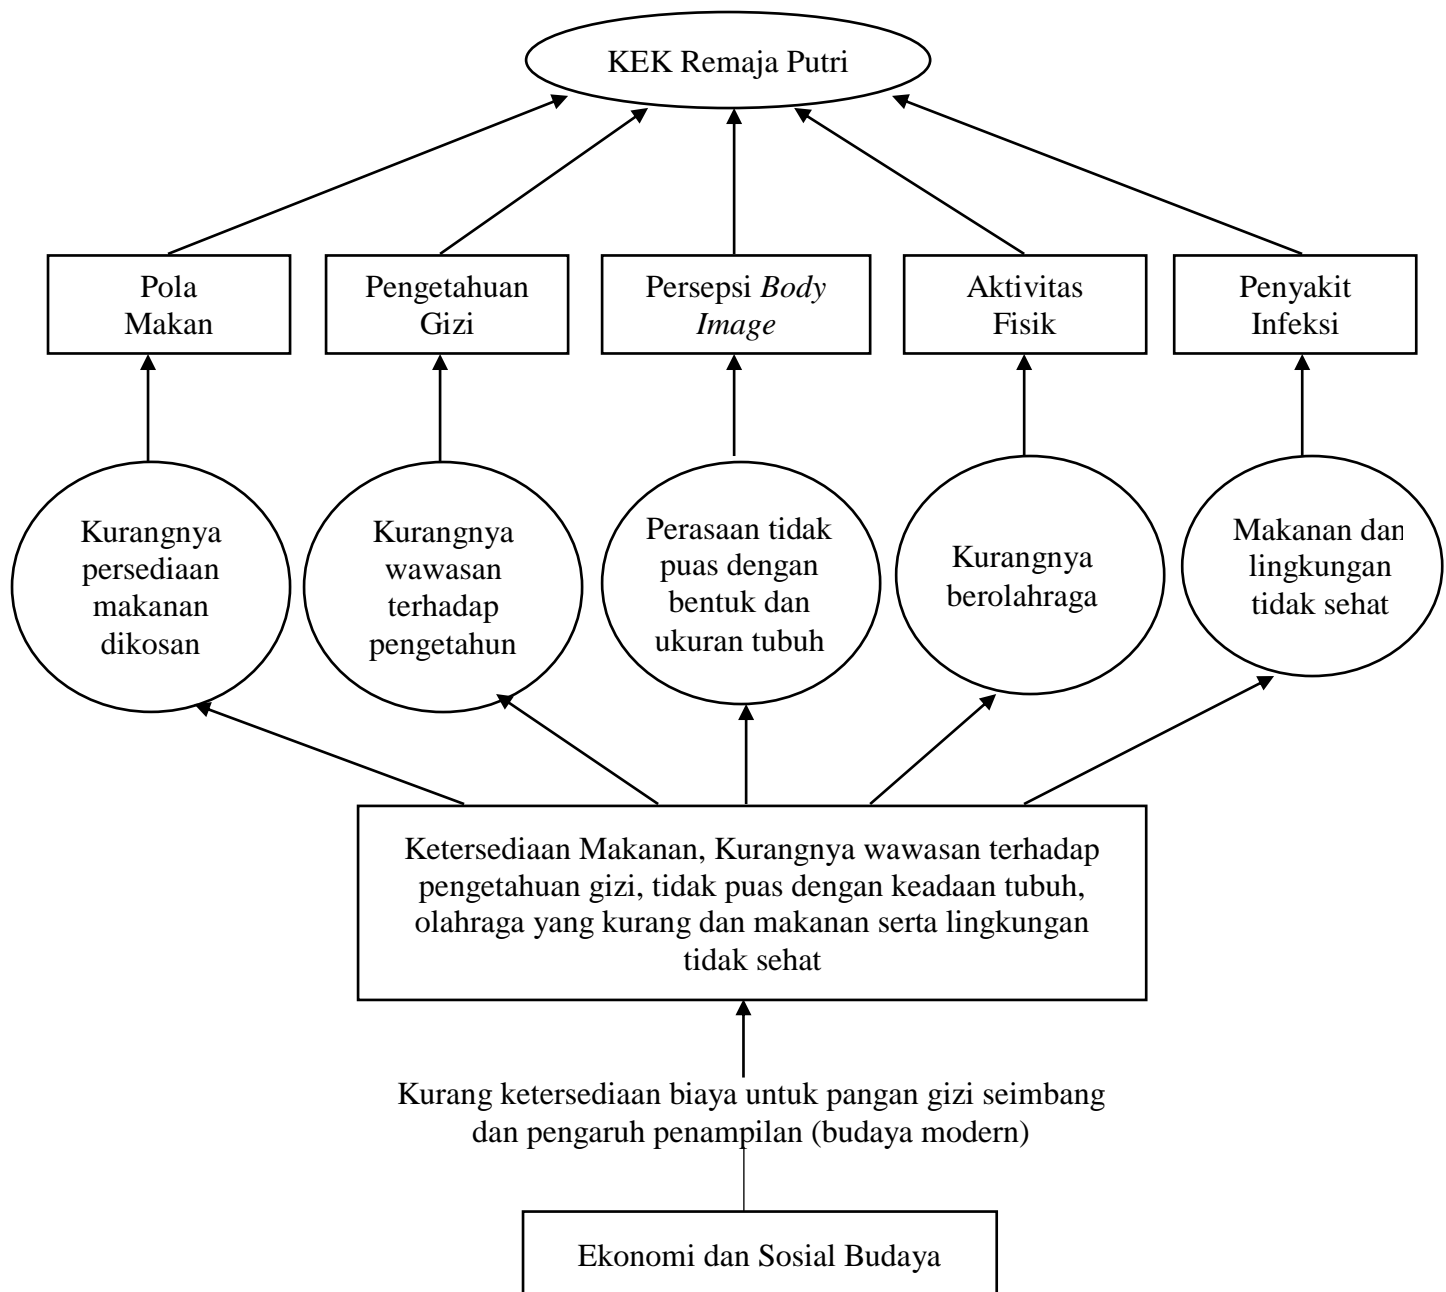 KEK Remaja Putri
Pola
Makan
Pengetahuan
Gizi
Persepsi Body
Image
Aktivitas
Fisik
Penyakit
Infeksi
Kurangnya
persediaan
makanan
dikosan
Kurangnya
wawasan
terhadap
pengetahun
Perasaan tidak
puas dengan
bentuk dan
ukuran tubuh
Kurangnya
berolahraga
Makanan dan
lingkungan
tidak sehat
Ketersediaan Makanan, Kurangnya wawasan terhadap
pengetahuan gizi, tidak puas dengan keadaan tubuh,
olahraga yang kurang dan makanan serta lingkungan
tidak sehat
Kurang ketersediaan biaya untuk pangan gizi seimbang
dan pengaruh penampilan (budaya modern)
Ekonomi dan Sosial Budaya